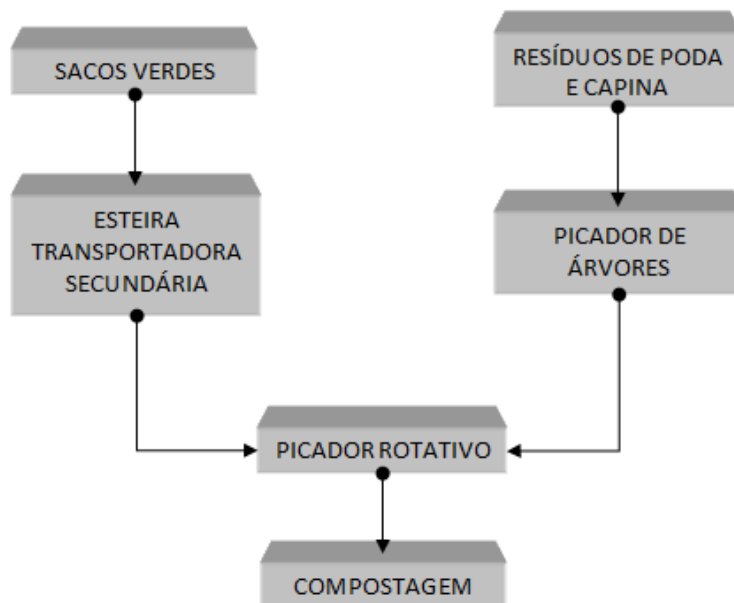 SACOS VERDES
RESÍDUOS DE PODA
E CAPINA
ESTEIRA
TRANSPORTADORA
SECUNDÁRIA
PICADOR DE
ÁRVORES
PICADOR ROTATIVO
COMPOSTAGEM